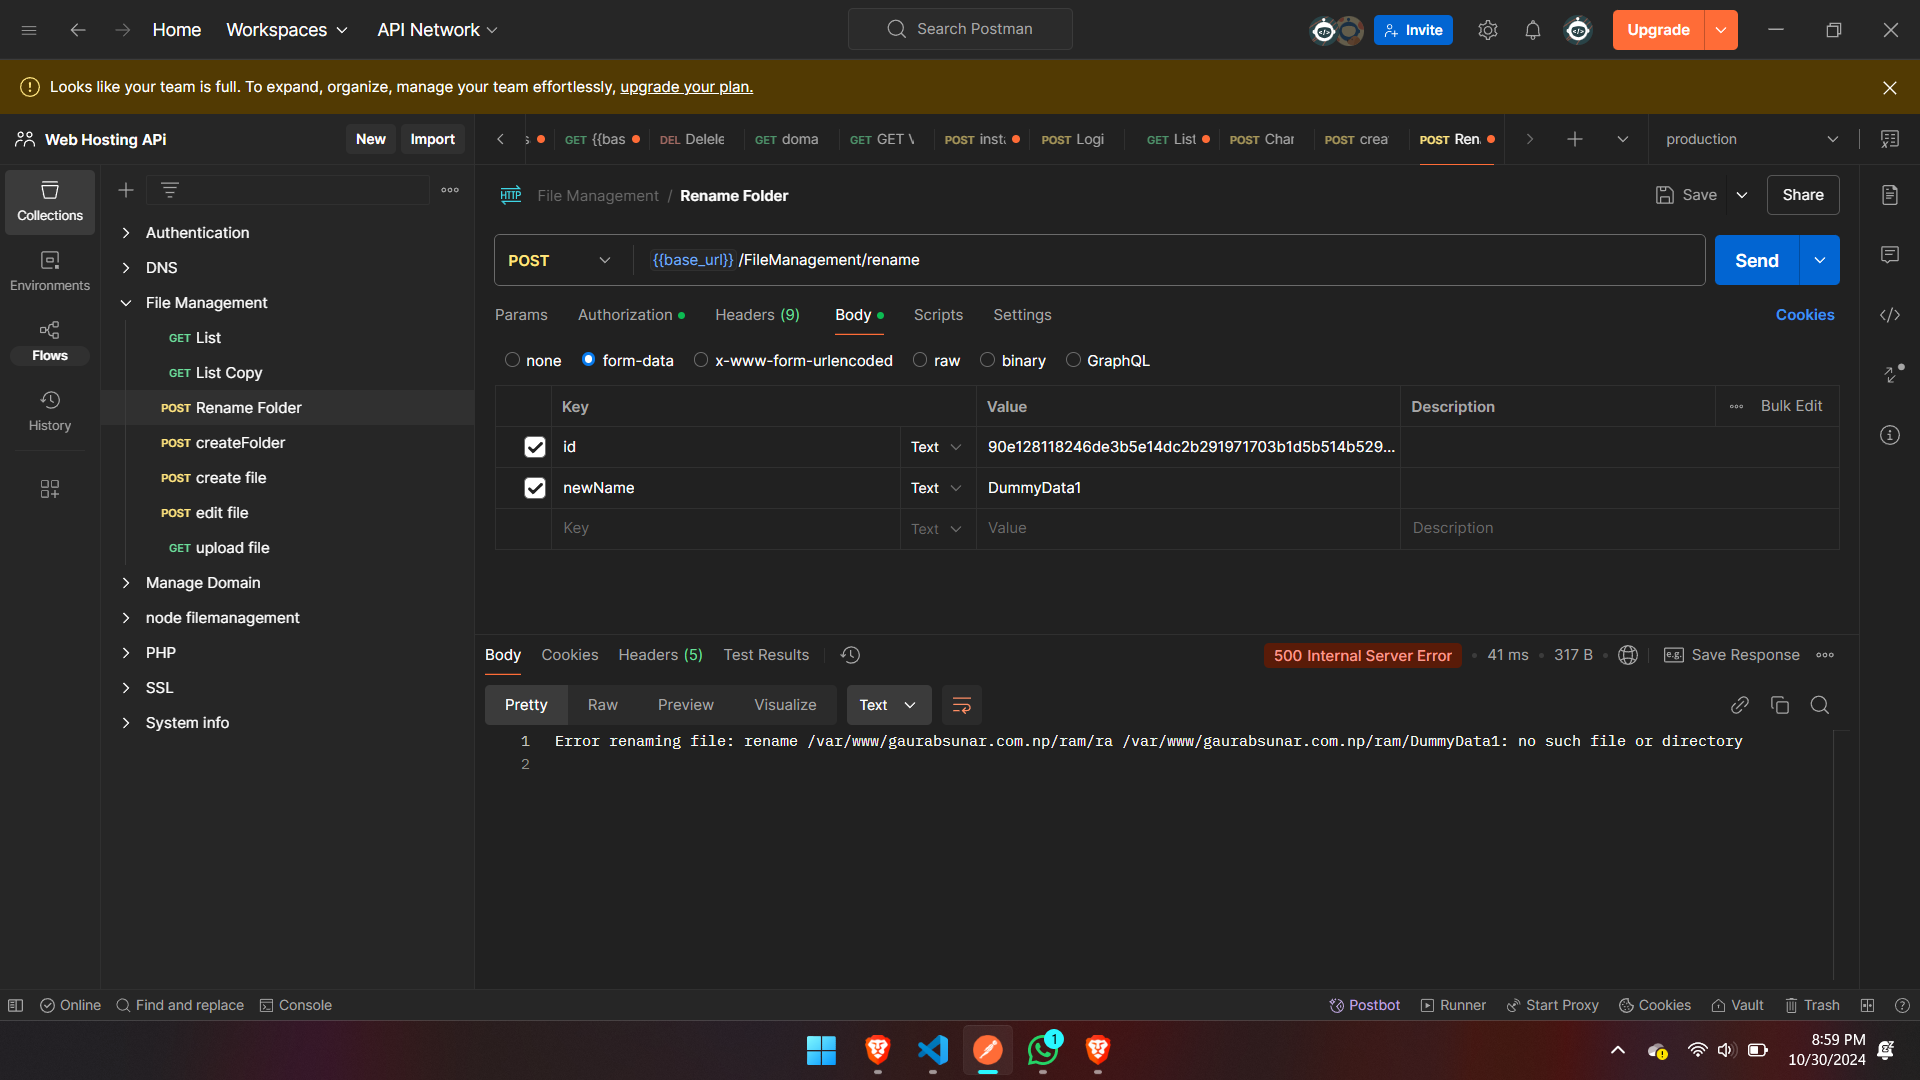 Home
Workspaces
API Network
Search Postman
Invite
Upgrade
Looks like your team is full. To expand, organize, manage your team effortlessly, upgrade your plan.
Web Hosting APi
New
Import
s
GET {{bas
DEL Delele
GET doma
GET GET V
POST inst
POST Logi
GET List
POST Char
POST crea
POST Ren
production
Collections
Environments
Flows
History
Authentication
DNS
File Management
GET List
GET List Copy
POST Rename Folder
POST createFolder
POST create file
POST edit file
GET upload file
Manage Domain
node filemanagement
PHP
SSL
System info
HTTP File Management / Rename Folder
Save
Share
POST
{{base_url}} /FileManagement/rename
Send
Params
Authorization
Headers (9)
Body
Scripts
Settings
Cookies
none
form-data
x-www-form-urlencoded
raw
binary
GraphQL
Key
Value
Description
Bulk Edit
id
Text
90e128118246de3b5e14dc2b291971703b1d5b514b529...
newName
Text
DummyData1
Key
Text
Value
Description
Body
Cookies
Headers (5)
Test Results
500 Internal Server Error
41 ms
317 B
e.g. Save Response
Pretty
Raw
Preview
Visualize
Text
1 Error renaming file: rename /var/www/gaurabsunar.com.np/ram/ra /var/www/gaurabsunar.com.np/ram/DummyData1: no such file or directory
2
Online
Find and replace
Console
Postbot
Runner
Start Proxy
Cookies
Vault
Trash
1
8:59 PM
10/30/2024